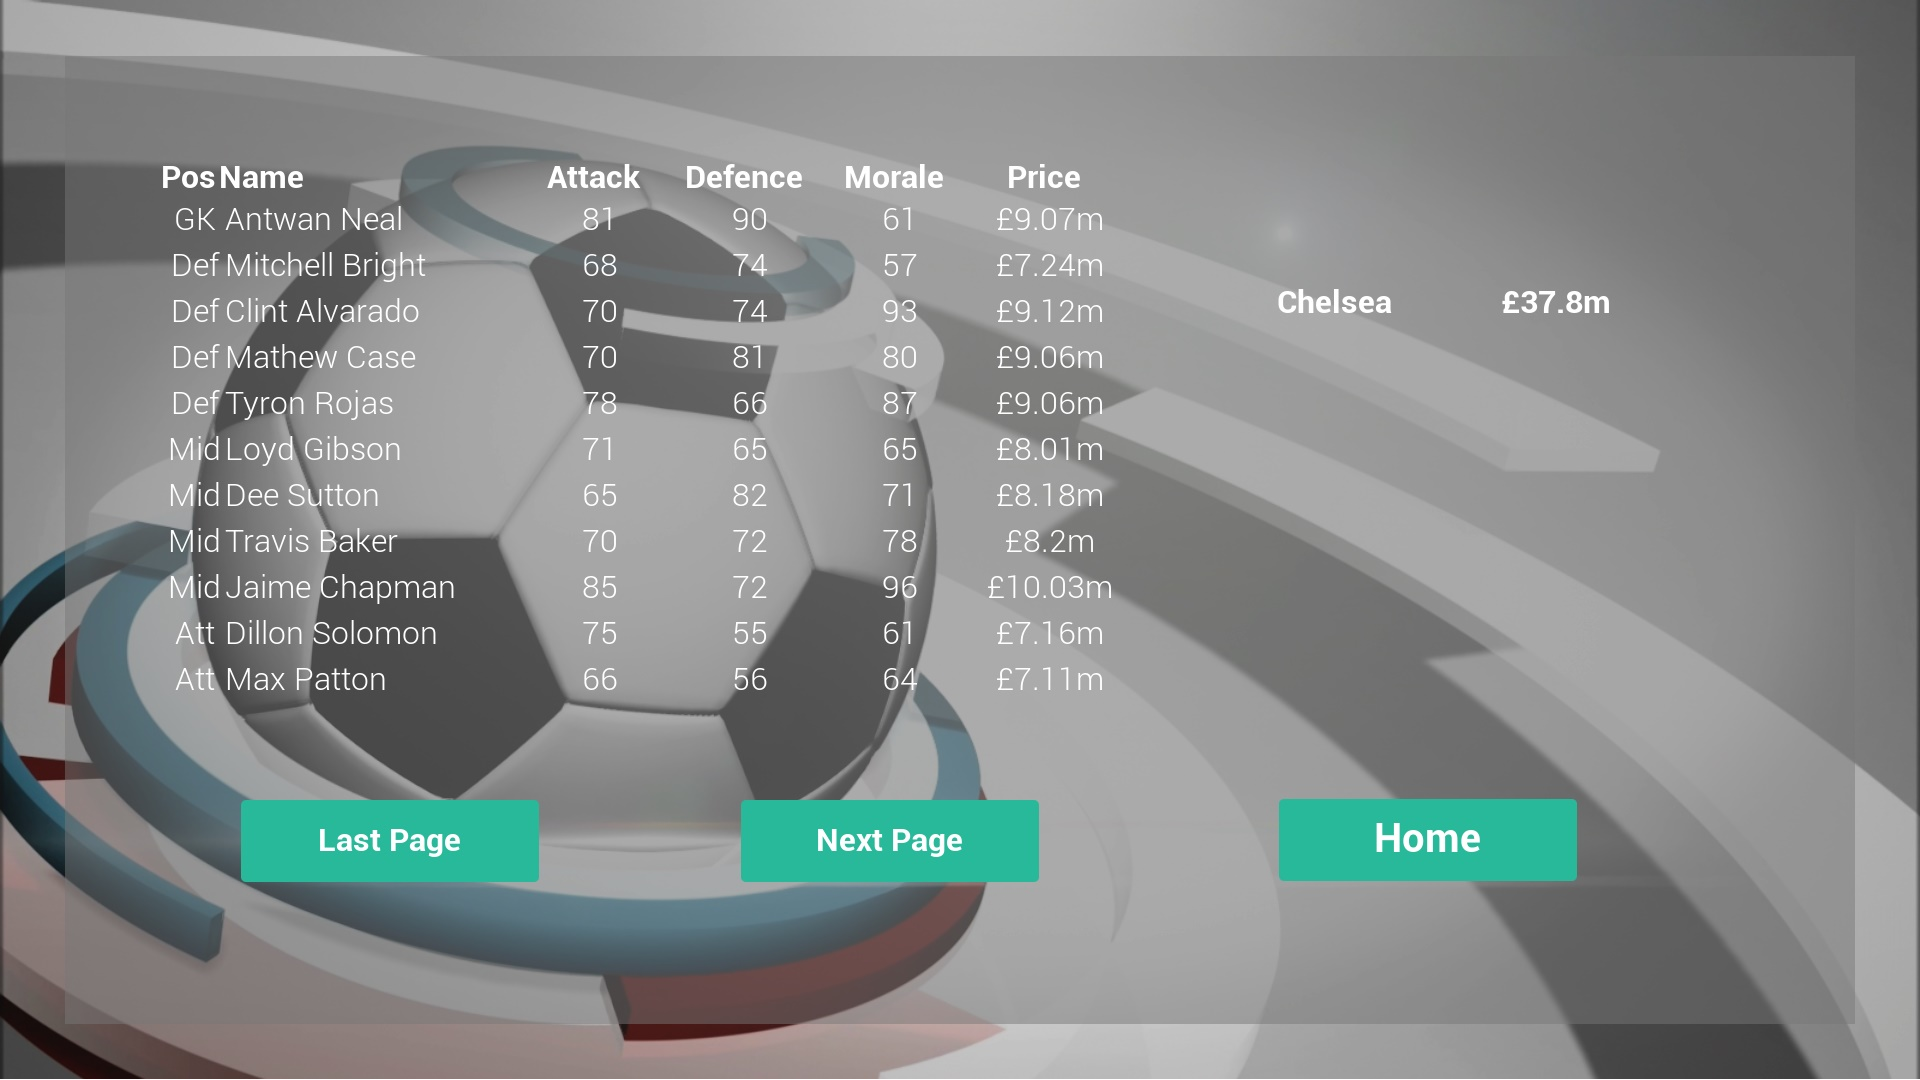 Pos Name Attack Defence Morale Price
GK Antwan Neal 81 90 61 £9.07m
Def Mitchell Bright 68 74 57 £7.24m
Def Clint Alvarado 70 74 93 £9.12m
Chelsea £37.8m
Def Mathew Case 70 81 80 £9.06m
Def Tyron Rojas 78 66 87 £9.06m
Mid Loyd Gibson 71 65 65 £8.01m
Mid Dee Sutton 65 82 71 £8.18m
Mid Travis Baker 70 72 78 £8.2m
Mid Jaime Chapman 85 72 96 £10.03m
Att Dillon Solomon 75 55 61 £7.16m
Att Max Patton 66 56 64 £7.11m
Last Page Next Page Home